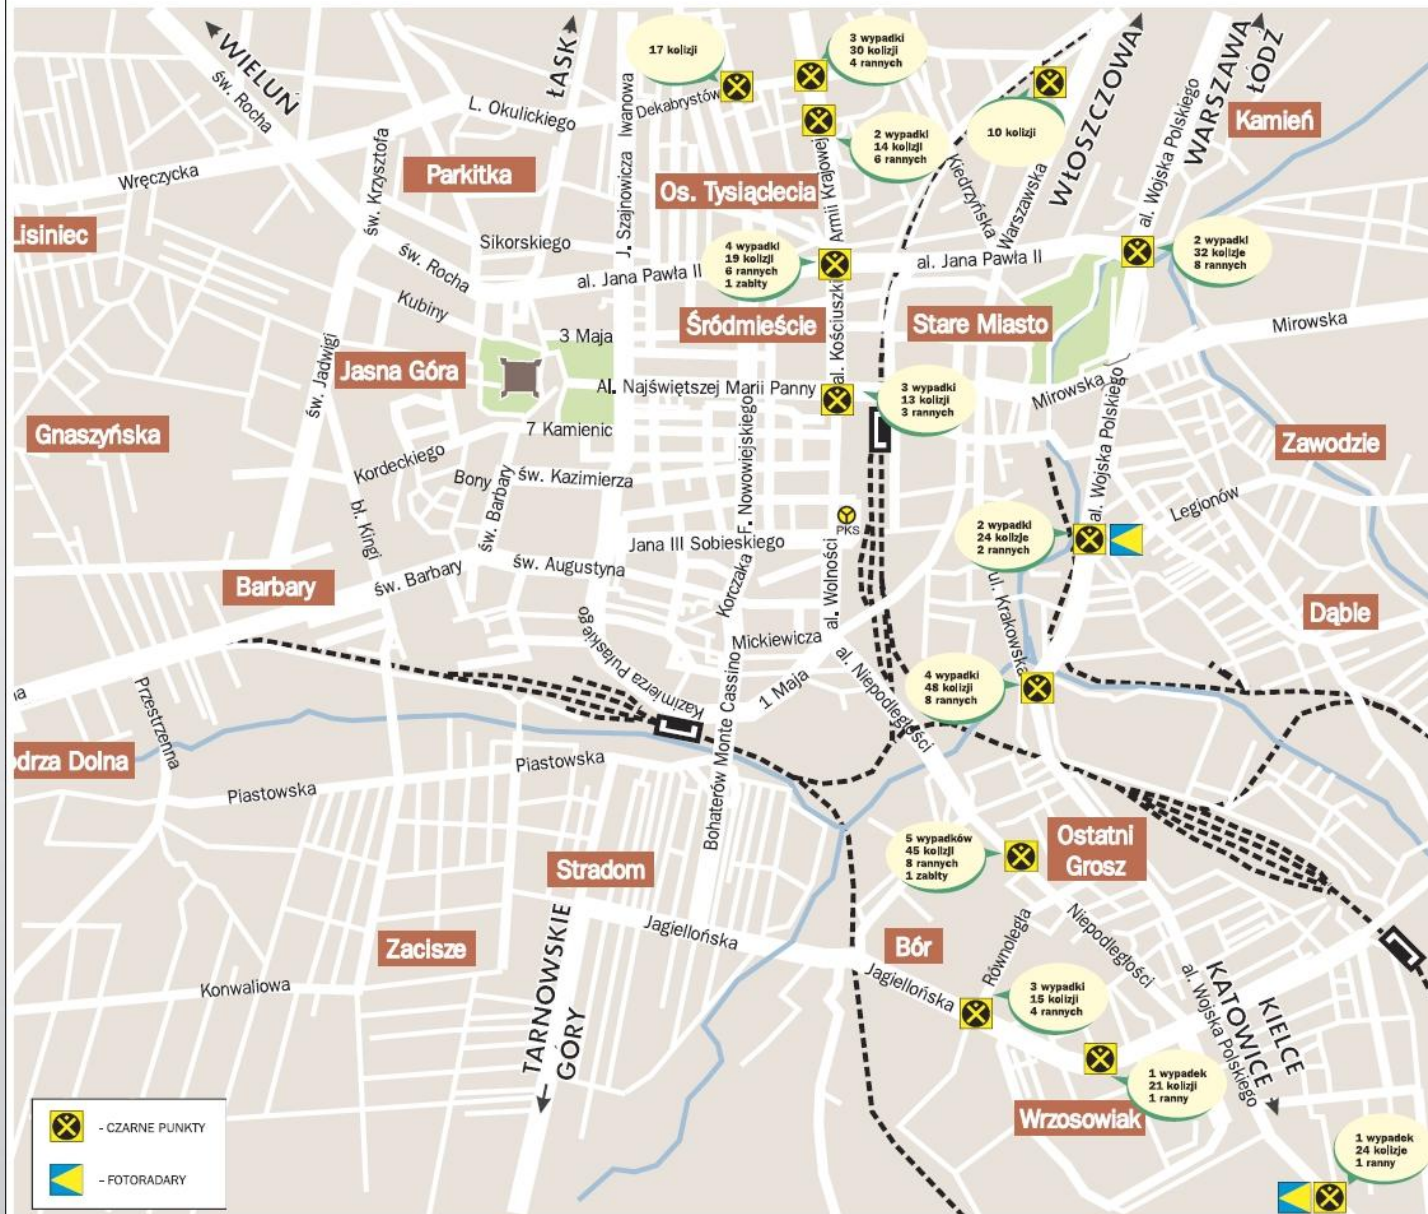 WIELUŃ
ŁASK
WŁOSZCZOWA
WARSZAWA
ŁÓDŹ
17 kolizji
3 wypadki
30 kolizji
4 rannych
10 kolizji
2 wypadki
14 kolizji
6 rannych
św. Rocha
L. Okulickiego
Dekabrystów
J. Szajnowicza Iwanowa
Kamień
Wręczycka
św. Krzysztofa
Parkitka
Os. Tysiąclecia
Armii Krajowej
Kiedrzyńska
Warszawska
al. Wojska Polskiego
Lisiniec
św. Rocha
Sikorskiego
4 wypadki
19 kolizji
6 rannych
1 zabity
al. Jana Pawła II
al. Jana Pawła II
2 wypadki
32 kolizje
8 rannych
Kubiny
3 Maja
Śródmieście
al. Kościuszki
Stare Miasto
Mirowska
św. Jadwigi
Jasna Góra
Al. Najświętszej Marii Panny
3 wypadki
13 kolizji
3 rannych
Mirowska
Gnaszyńska
7 Kamienic
Kordeckiego
Bony
św. Kazimierza
św. Barbary
F. Nowowiejskiego
al. Wojska Polskiego
Zawodzie
Legionów
bł. Kingi
PKS
Jana III Sobieskiego
2 wypadki
24 kolizje
2 rannych
Barbary
św. Barbary
św. Augustyna
Korczaka
al. Wolności
ul. Krakowska
Dąbie
Mickiewicza
Kazimierza Pułaskiego
1 Maja
al. Niepodległości
4 wypadki
48 kolizji
8 rannych
na
Przestrzenna
Bohaterów Monte Cassino
odrza Dolna
Piastowska
Piastowska
5 wypadków
45 kolizji
8 rannych
1 zabity
Ostatni
Grosz
Stradom
Jagiellońska
Zacisze
Bór
Równoległa
Niepodległości
Konwaliowa
TARNOWSKIE
GÓRY
Jagiellońska
3 wypadki
15 kolizji
4 rannych
al. Wojska Polskiego
KATOWICE
KIELCE
1 wypadek
21 kolizji
1 ranny
Wrzosowiak
1 wypadek
24 kolizje
1 ranny
- CZARNE PUNKTY
- FOTORADARY